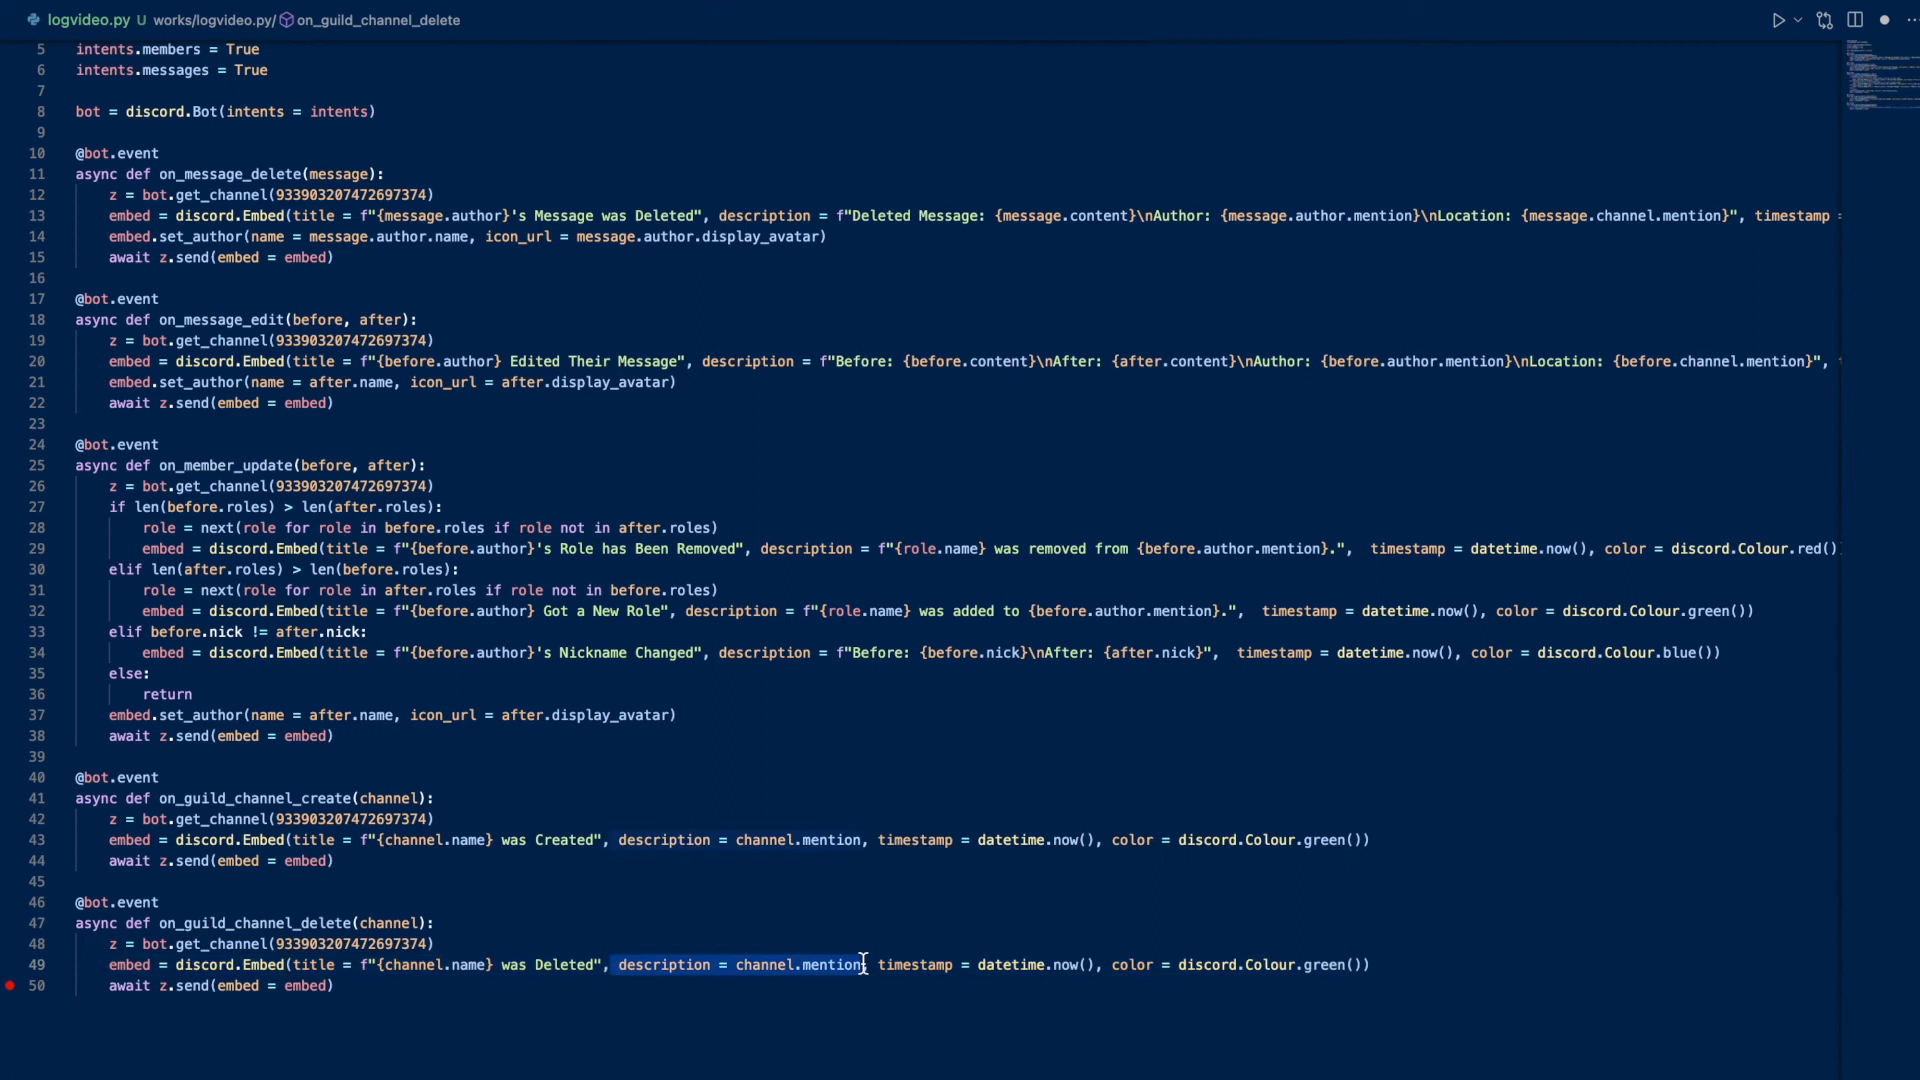 logvideo.py U works/logvideo.py/ on_guild_channel_delete
5 intents.members = True
6 intents.messages = True
7
8 bot = discord.Bot(intents = intents)
9
10 @bot.event
11 async def on_message_delete(message):
12 z = bot.get_channel(933903207472697374)
13 embed = discord.Embed(title = f"{message.author}'s Message was Deleted", description = f"Deleted Message: {message.content}\nAuthor: {message.author.mention}\nLocation: {message.channel.mention}", timestamp =
14 embed.set_author(name = message.author.name, icon_url = message.author.display_avatar)
15 await z.send(embed = embed)
16
17 @bot.event
18 async def on_message_edit(before, after):
19 z = bot.get_channel(933903207472697374)
20 embed = discord.Embed(title = f"{before.author} Edited Their Message", description = f"Before: {before.content}\nAfter: {after.content}\nAuthor: {before.author.mention}\nLocation: {before.channel.mention}",
21 embed.set_author(name = after.name, icon_url = after.display_avatar)
22 await z.send(embed = embed)
23
24 @bot.event
25 async def on_member_update(before, after):
26 z = bot.get_channel(933903207472697374)
27 if len(before.roles) > len(after.roles):
28 role = next(role for role in before.roles if role not in after.roles)
29 embed = discord.Embed(title = f"{before.author}'s Role has Been Removed", description = f"{role.name} was removed from {before.author.mention}.",  timestamp = datetime.now(), color = discord.Colour.red()
30 elif len(after.roles) > len(before.roles):
31 role = next(role for role in after.roles if role not in before.roles)
32 embed = discord.Embed(title = f"{before.author} Got a New Role", description = f"{role.name} was added to {before.author.mention}.",  timestamp = datetime.now(), color = discord.Colour.green())
33 elif before.nick != after.nick:
34 embed = discord.Embed(title = f"{before.author}'s Nickname Changed", description = f"Before: {before.nick}\nAfter: {after.nick}",  timestamp = datetime.now(), color = discord.Colour.blue())
35 else:
36 return
37 embed.set_author(name = after.name, icon_url = after.display_avatar)
38 await z.send(embed = embed)
39
40 @bot.event
41 async def on_guild_channel_create(channel):
42 z = bot.get_channel(933903207472697374)
43 embed = discord.Embed(title = f"{channel.name} was Created", description = channel.mention, timestamp = datetime.now(), color = discord.Colour.green())
44 await z.send(embed = embed)
45
46 @bot.event
47 async def on_guild_channel_delete(channel):
48 z = bot.get_channel(933903207472697374)
49 embed = discord.Embed(title = f"{channel.name} was Deleted", description = channel.mention, timestamp = datetime.now(), color = discord.Colour.green())
50 await z.send(embed = embed)